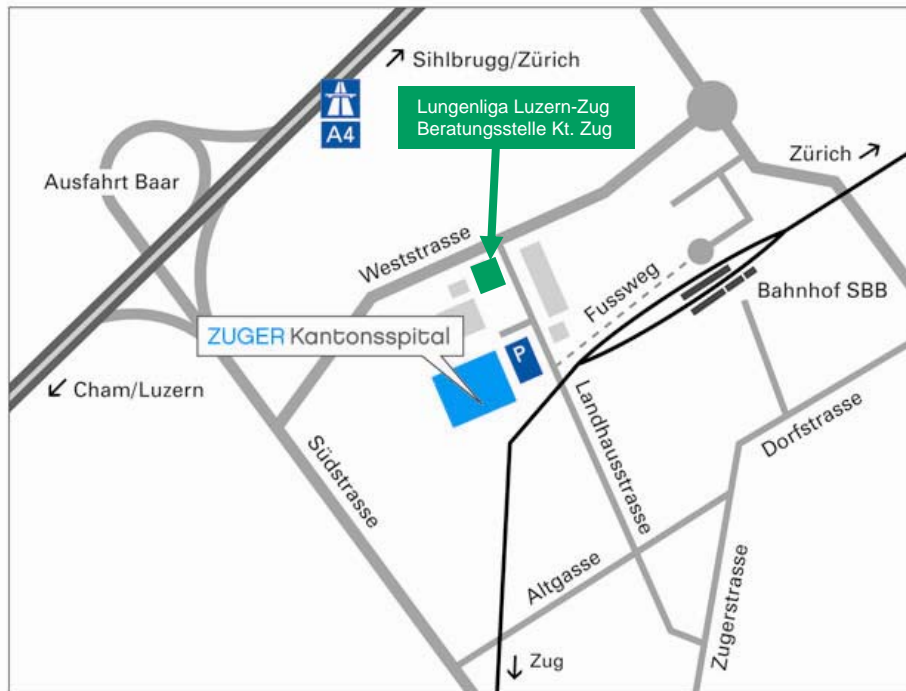 Sihlbrugg/Zürich
A4
Lungenliga Luzern-Zug
Beratungsstelle Kt. Zug
Zürich
Ausfahrt Baar
Weststrasse
Fussweg
Bahnhof SBB
ZUGER Kantonsspital
P
Cham/Luzern
Landhausstrasse
Dorfstrasse
Südstrasse
Altgasse
Zugerstrasse
Zug